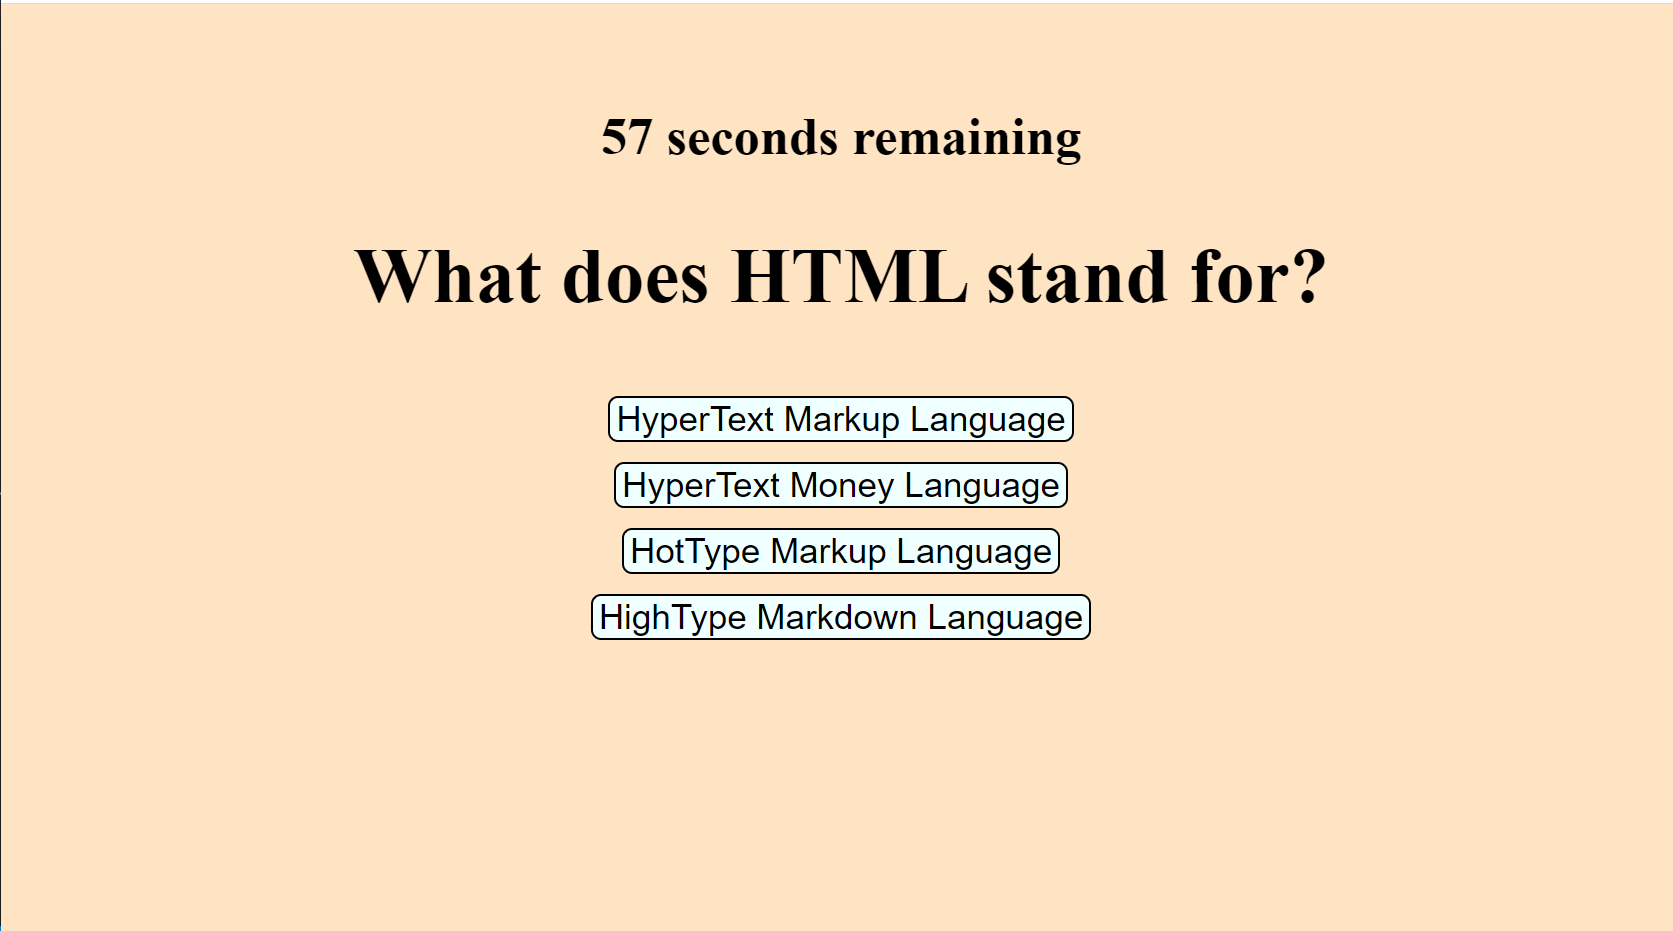 57 seconds remaining
What does HTML stand for?
HyperText Markup Language
HyperText Money Language
HotType Markup Language
HighType Markdown Language